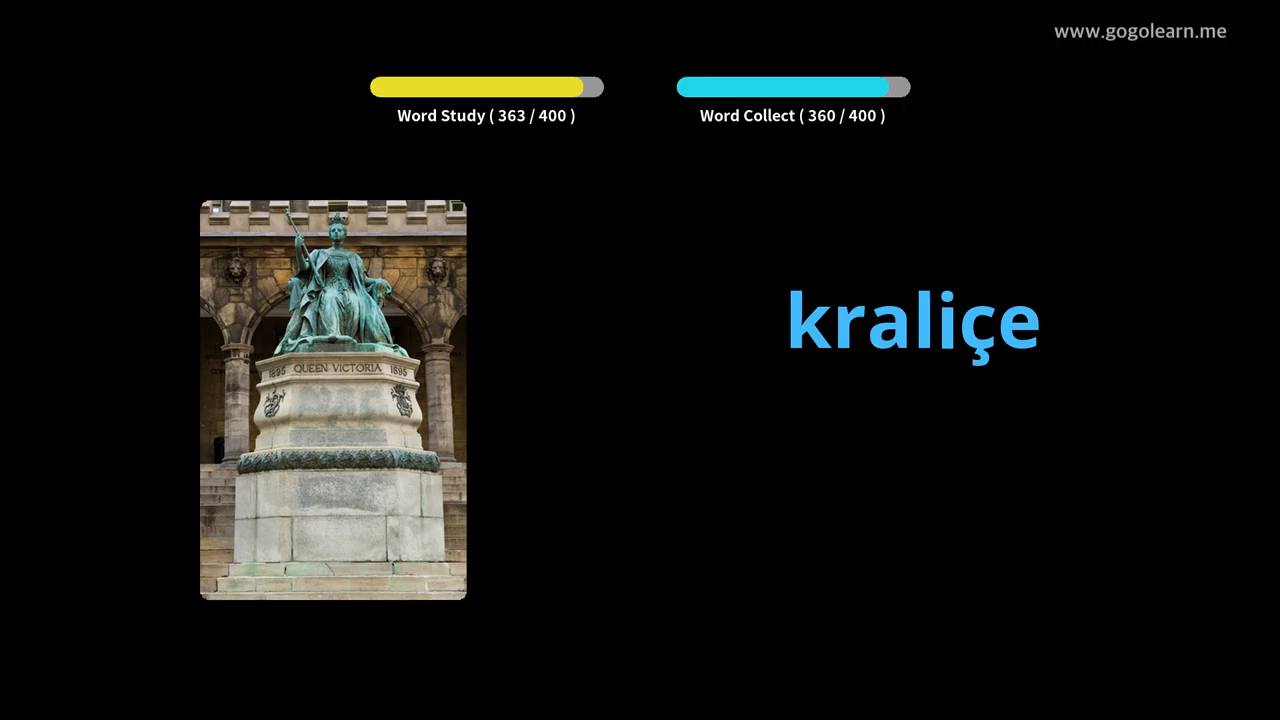 www.gogolearn.me
Word Study ( 363 / 400 )
Word Collect ( 360 / 400 )
kraliçe
1895 QUEEN VICTORIA 1895